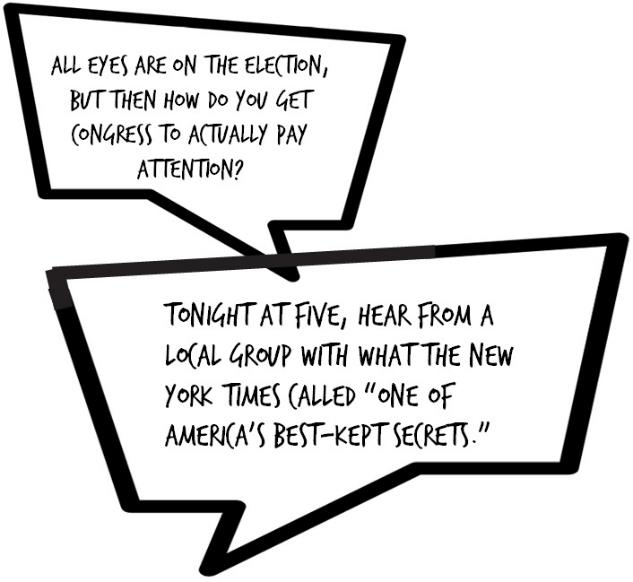 ALL EYES ARE ON THE ELECTION,
BUT THEN HOW DO YOU GET
CONGRESS TO ACTUALLY PAY
ATTENTION?
TONIGHT AT FIVE, HEAR FROM A
LOCAL GROUP WITH WHAT THE NEW
YORK TIMES CALLED "ONE OF
AMERICA'S BEST-KEPT SECRETS."